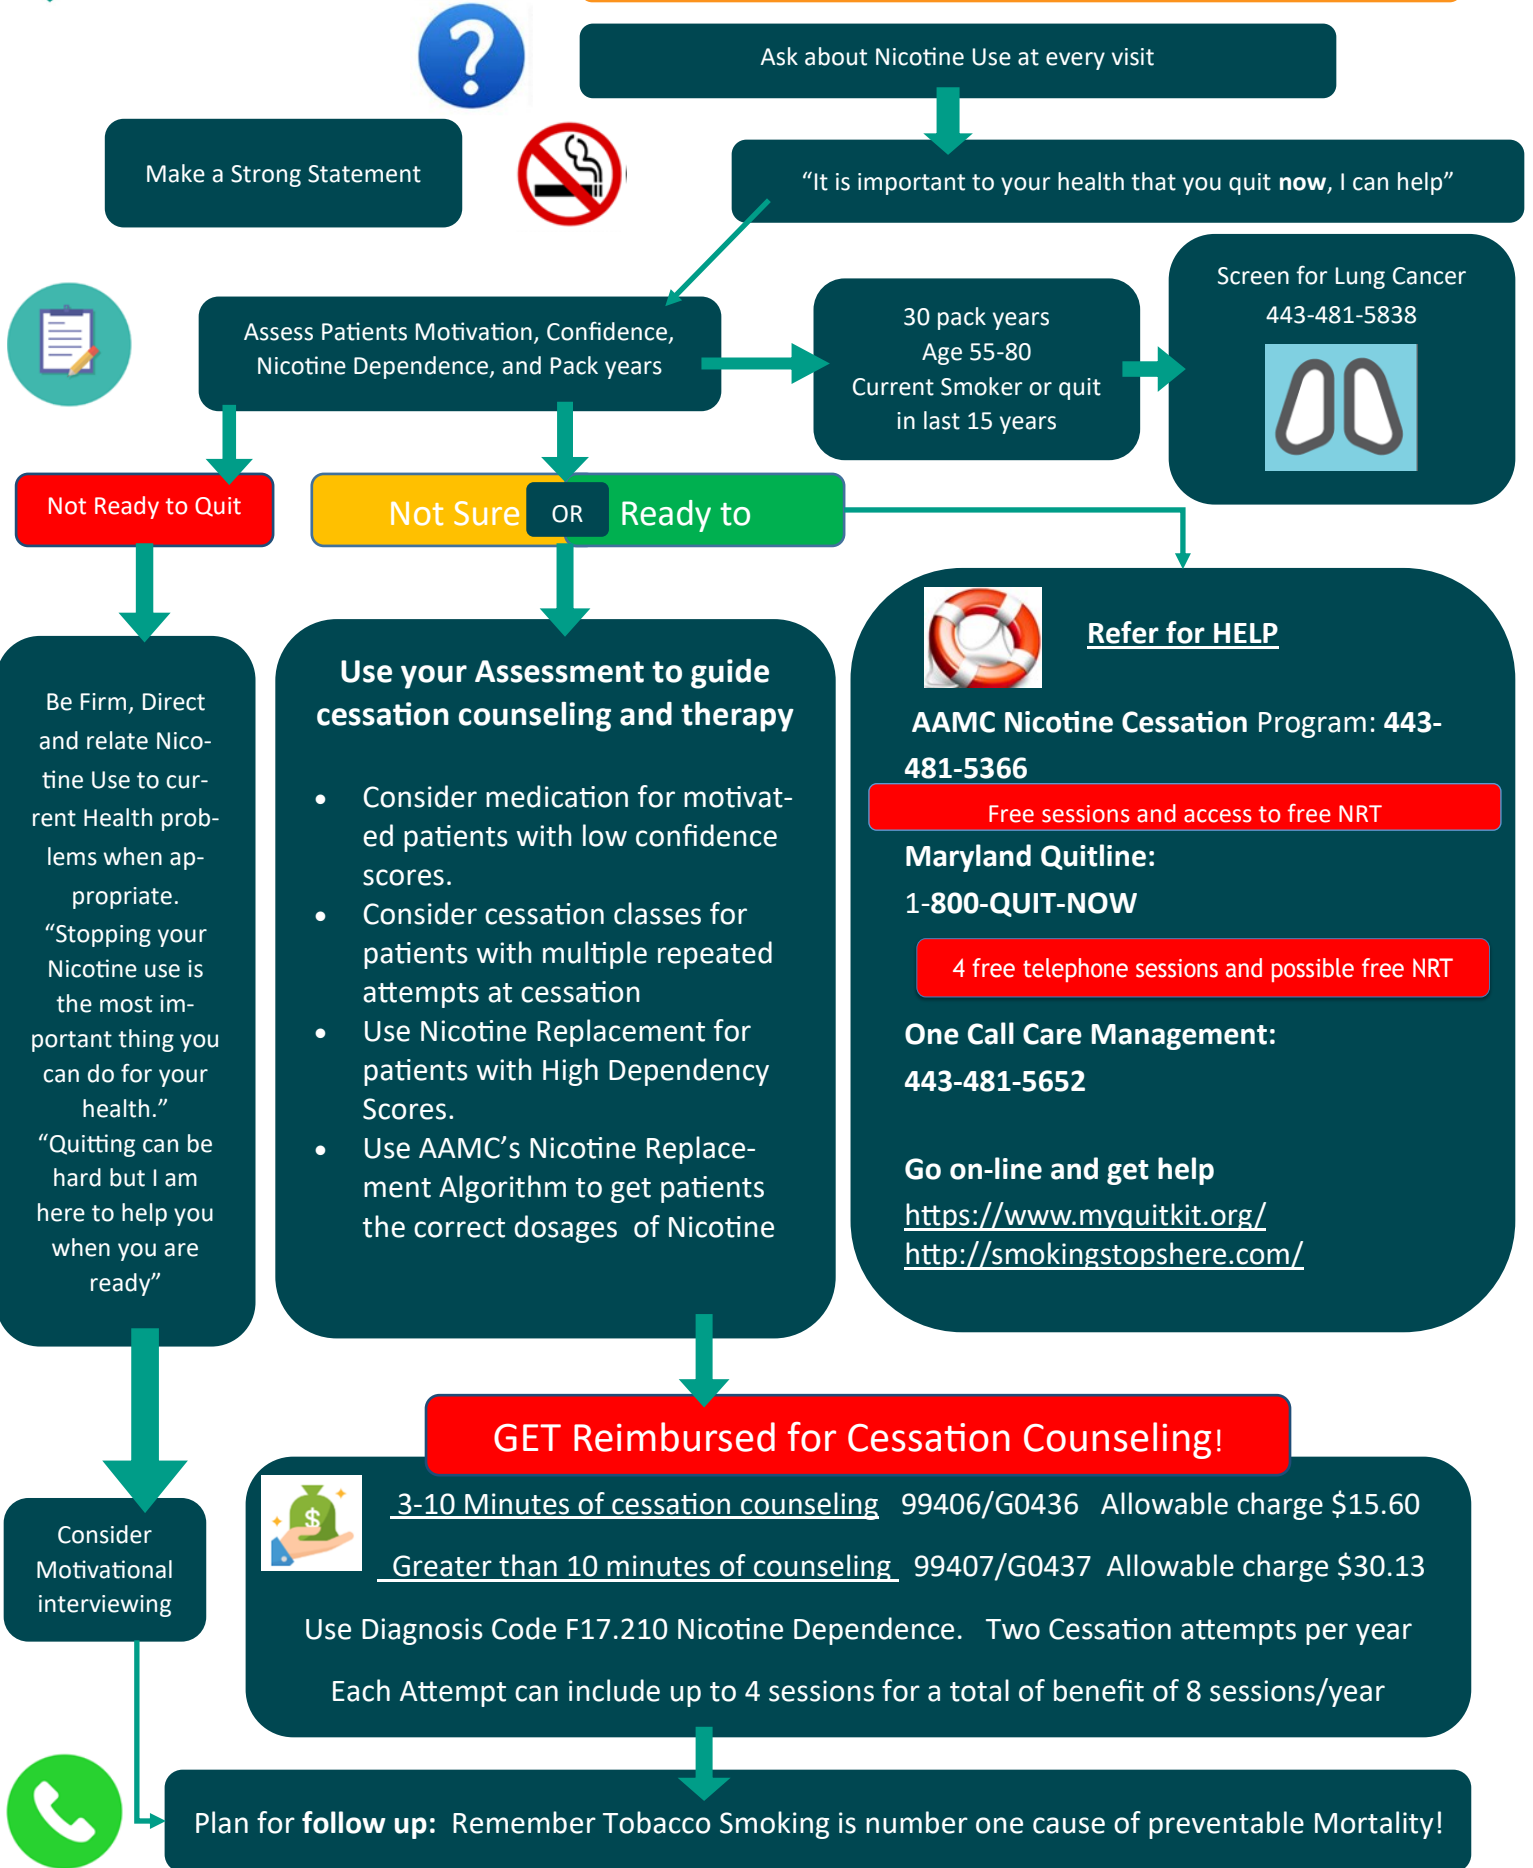 Ask about Nicotine Use at every visit
Make a Strong Statement
“It is important to your health that you quit now, I can help”
Assess Patients Motivation, Confidence,
Nicotine Dependence, and Pack years
30 pack years
Age 55-80
Current Smoker or quit
in last 15 years
Screen for Lung Cancer
443-481-5838
Not Ready to Quit
Not Sure
OR
Ready to
Be Firm, Direct
and relate Nico-
tine Use to cur-
rent Health prob-
lems when ap-
propriate.
“Stopping your
Nicotine use is
the most im-
portant thing you
can do for your
health.”
“Quitting can be
hard but I am
here to help you
when you are
ready”
Use your Assessment to guide
cessation counseling and therapy
• Consider medication for motivat-
ed patients with low confidence
scores.
• Consider cessation classes for
patients with multiple repeated
attempts at cessation
• Use Nicotine Replacement for
patients with High Dependency
Scores.
• Use AAMC’s Nicotine Replace-
ment Algorithm to get patients
the correct dosages of Nicotine
Refer for HELP
AAMC Nicotine Cessation Program: 443-
481-5366
Free sessions and access to free NRT
Maryland Quitline:
1-800-QUIT-NOW
4 free telephone sessions and possible free NRT
One Call Care Management:
443-481-5652
Go on-line and get help
https://www.myquitkit.org/
http://smokingstopshere.com/
GET Reimbursed for Cessation Counseling!
$
3-10 Minutes of cessation counseling 99406/G0436 Allowable charge $15.60
Greater than 10 minutes of counseling 99407/G0437 Allowable charge $30.13
Use Diagnosis Code F17.210 Nicotine Dependence. Two Cessation attempts per year
Each Attempt can include up to 4 sessions for a total of benefit of 8 sessions/year
Consider
Motivational
interviewing
Plan for follow up: Remember Tobacco Smoking is number one cause of preventable Mortality!